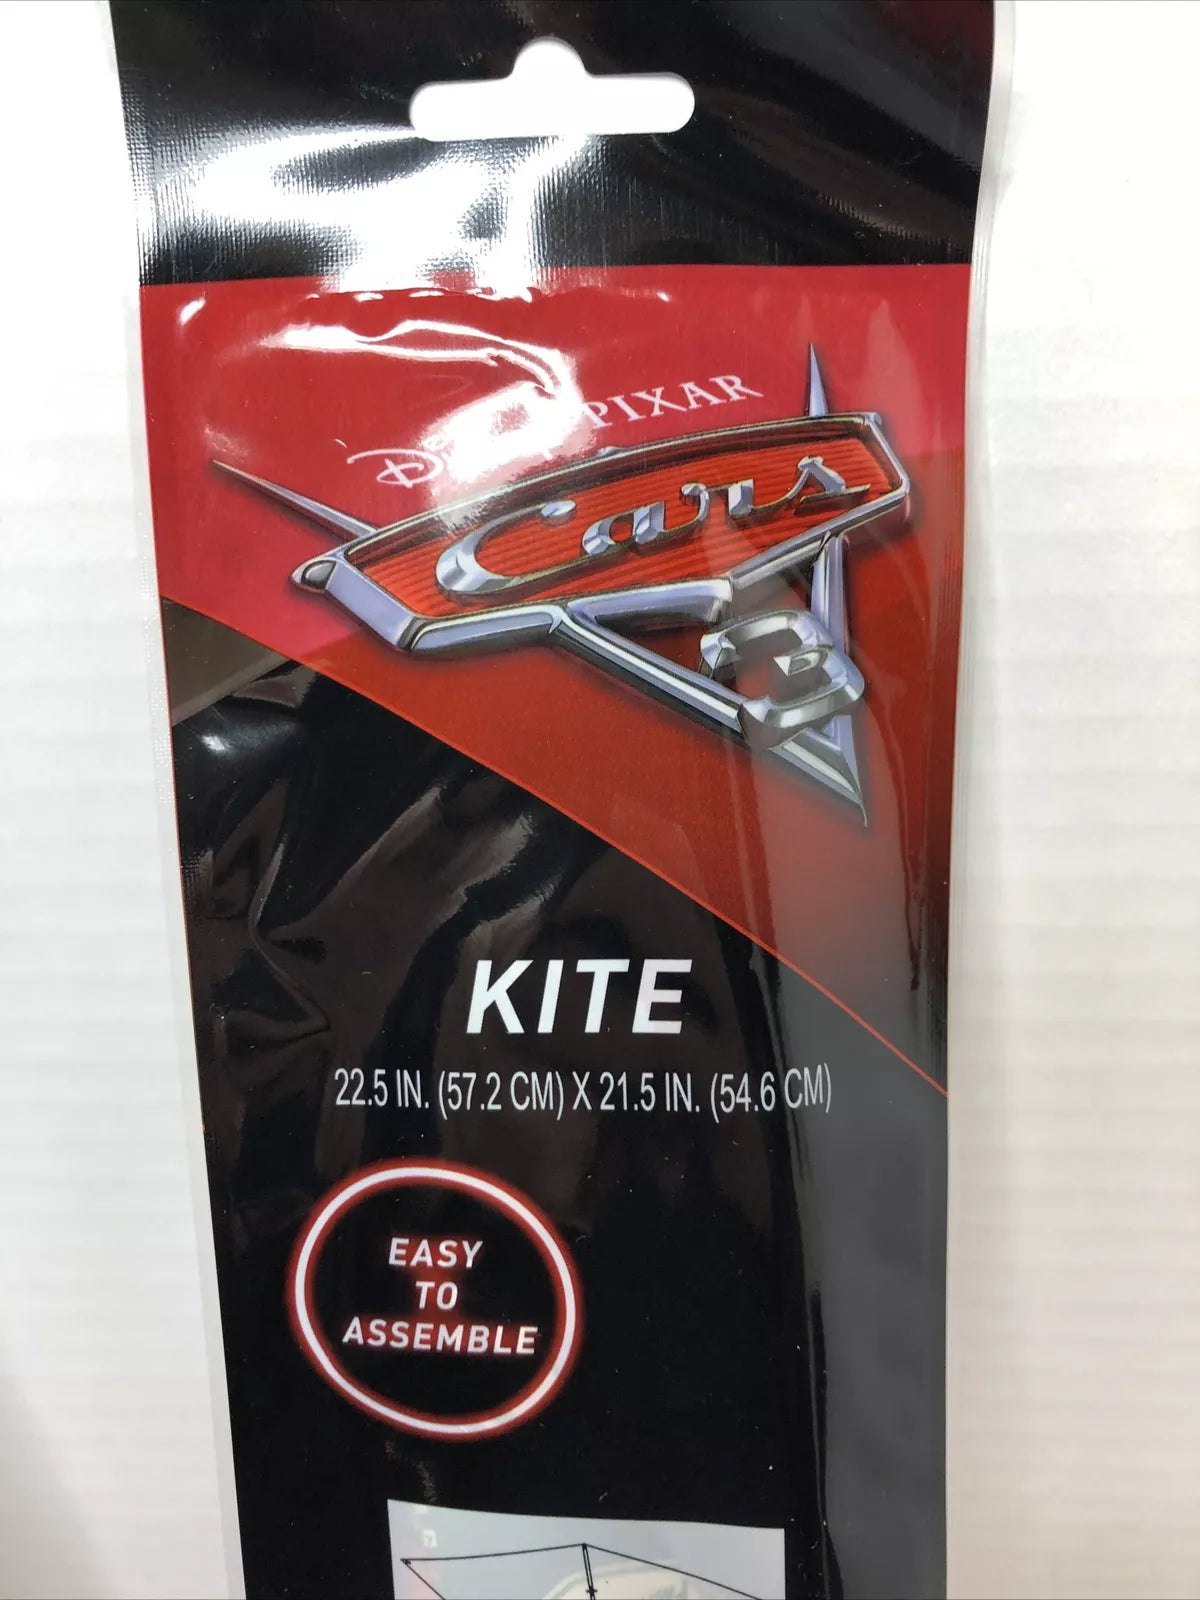 Disney PIXAR
Cars
3
KITE
22.5 IN. (57.2 CM) X 21.5 IN. (54.6 CM)
EASY
TO
ASSEMBLE